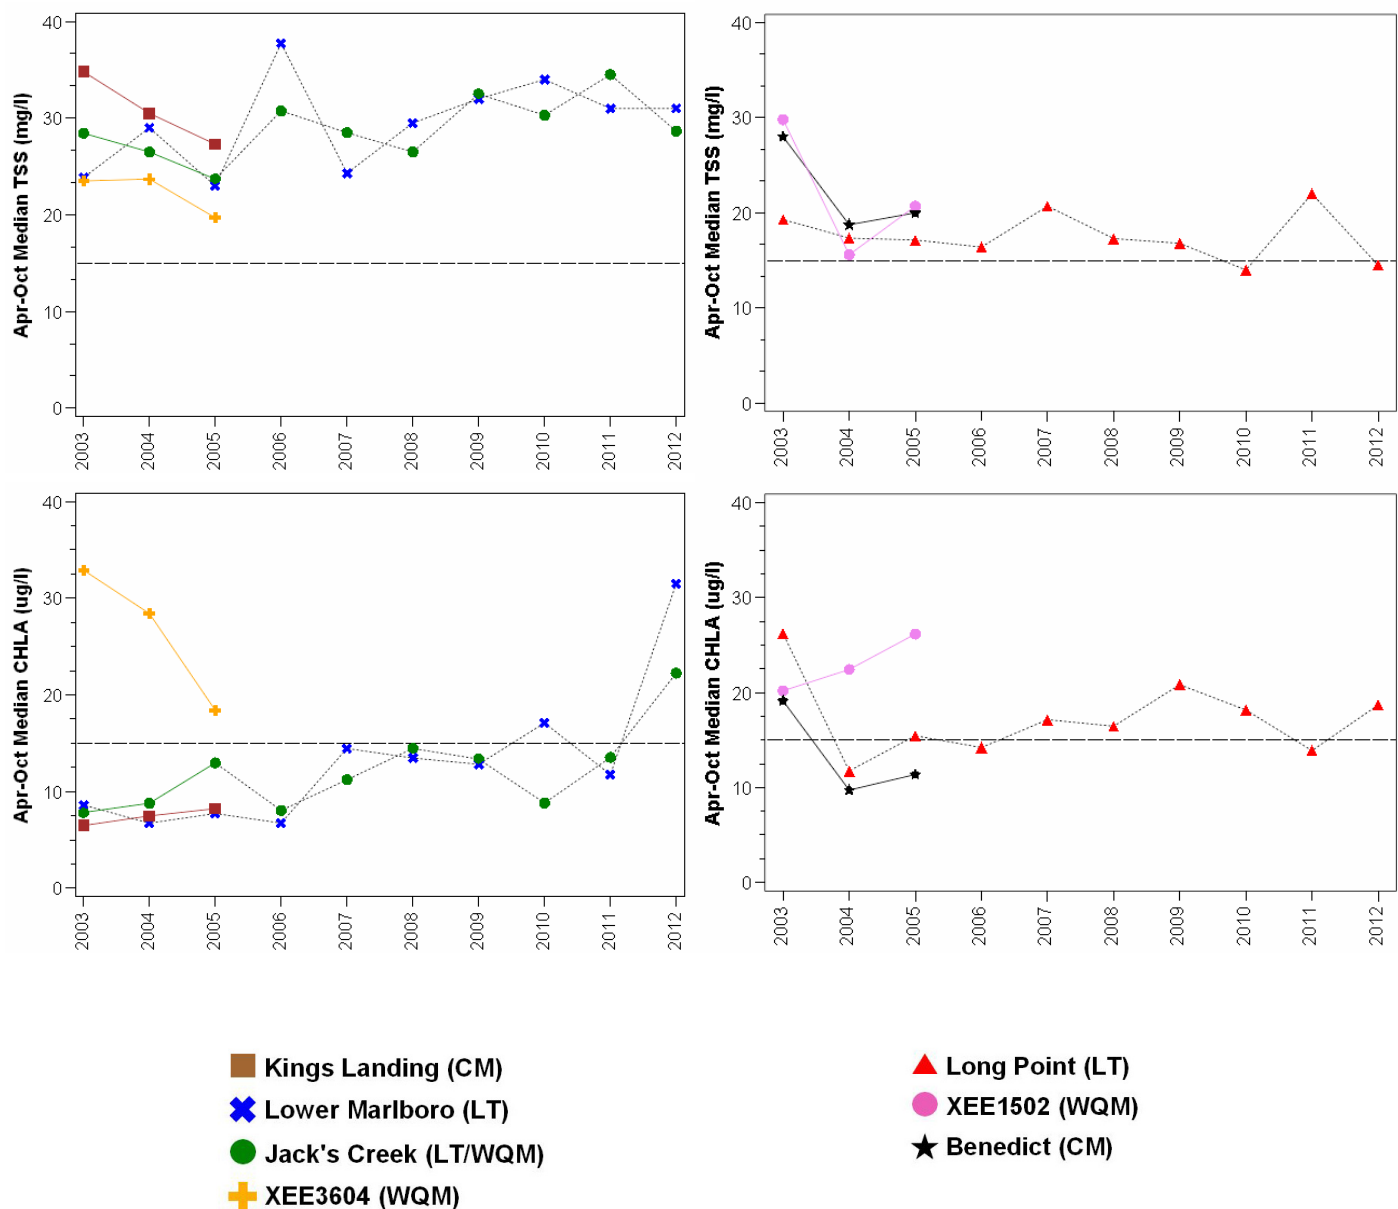 Apr-Oct Median TSS (mg/l)
40
30
20
10
0
2003 2004 2005 2006 2007 2008 2009 2010 2011 2012
Apr-Oct Median TSS (mg/l)
40
30
20
10
0
2003 2004 2005 2006 2007 2008 2009 2010 2011 2012
Apr-Oct Median CHLA (ug/l)
40
30
20
10
0
2003 2004 2005 2006 2007 2008 2009 2010 2011 2012
Apr-Oct Median CHLA (ug/l)
40
30
20
10
0
2003 2004 2005 2006 2007 2008 2009 2010 2011 2012
Kings Landing (CM)
Lower Marlboro (LT)
Jack's Creek (LT/WQM)
XEE3604 (WQM)
Long Point (LT)
XEE1502 (WQM)
Benedict (CM)